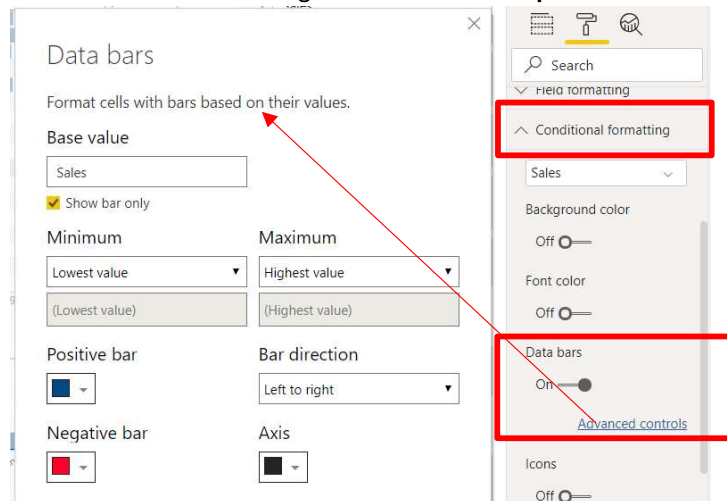 Data bars
Format cells with bars based on their values.
Base value
Sales
Show bar only
Minimum Maximum
Lowest value Highest value
(Lowest value) (Highest value)
Positive bar Bar direction
Left to right
Negative bar Axis
Search
Field formatting
Conditional formatting
Sales
Background color
Off
Font color
Off
Data bars
On
Advanced controls
Icons
Off